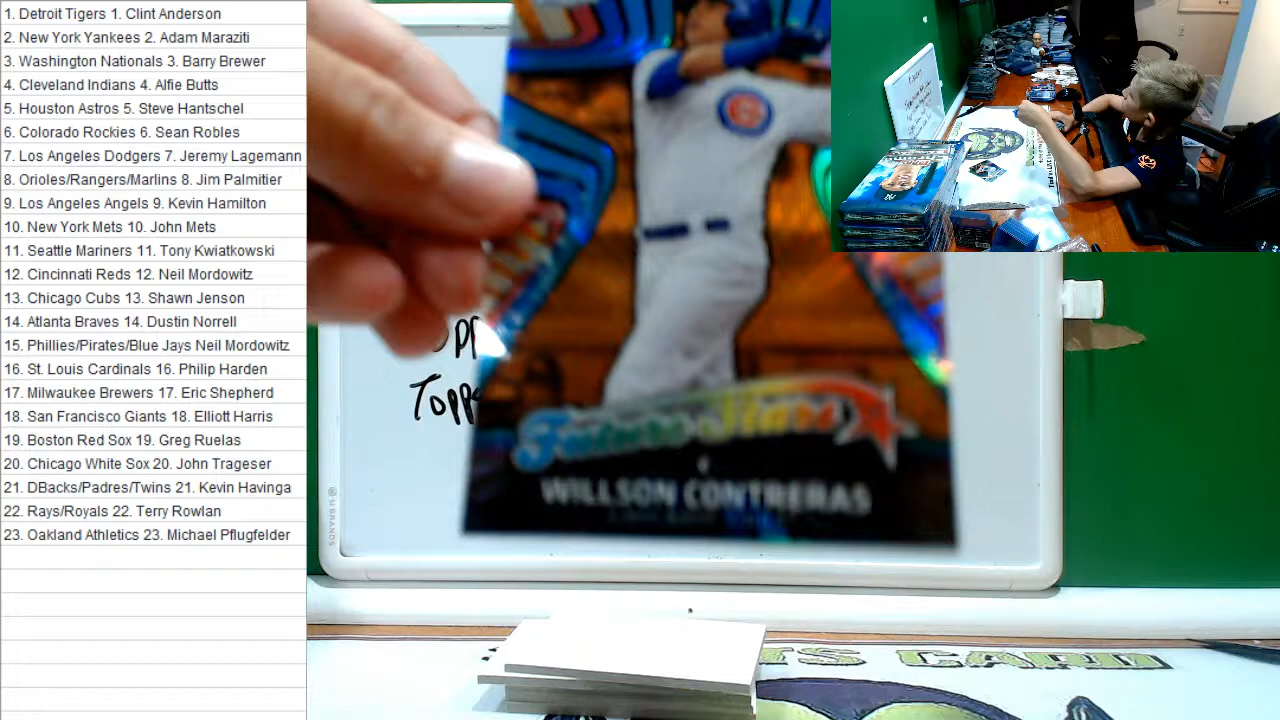 1. Detroit Tigers 1. Clint Anderson
2. New York Yankees 2. Adam Maraziti
3. Washington Nationals 3. Barry Brewer
4. Cleveland Indians 4. Alfie Butts
5. Houston Astros 5. Steve Hantschel
6. Colorado Rockies 6. Sean Robles
7. Los Angeles Dodgers 7. Jeremy Lagemann
8. Orioles/Rangers/Marlins 8. Jim Palmitier
9. Los Angeles Angels 9. Kevin Hamilton
10. New York Mets 10. John Mets
11. Seattle Mariners 11. Tony Kwiatkowski
12. Cincinnati Reds 12. Neil Mordowitz
13. Chicago Cubs 13. Shawn Jenson
14. Atlanta Braves 14. Dustin Norrell
15. Phillies/Pirates/Blue Jays Neil Mordowitz
16. St. Louis Cardinals 16. Philip Harden
17. Milwaukee Brewers 17. Eric Shepherd
18. San Francisco Giants 18. Elliott Harris
19. Boston Red Sox 19. Greg Ruelas
20. Chicago White Sox 20. John Trageser
21. DBacks/Padres/Twins 21. Kevin Havinga
22. Rays/Royals 22. Terry Rowlan
23. Oakland Athletics 23. Michael Pflugfelder
Topp
Future Stars
WILLSON CONTRERAS
U BRANDS
TS CARD